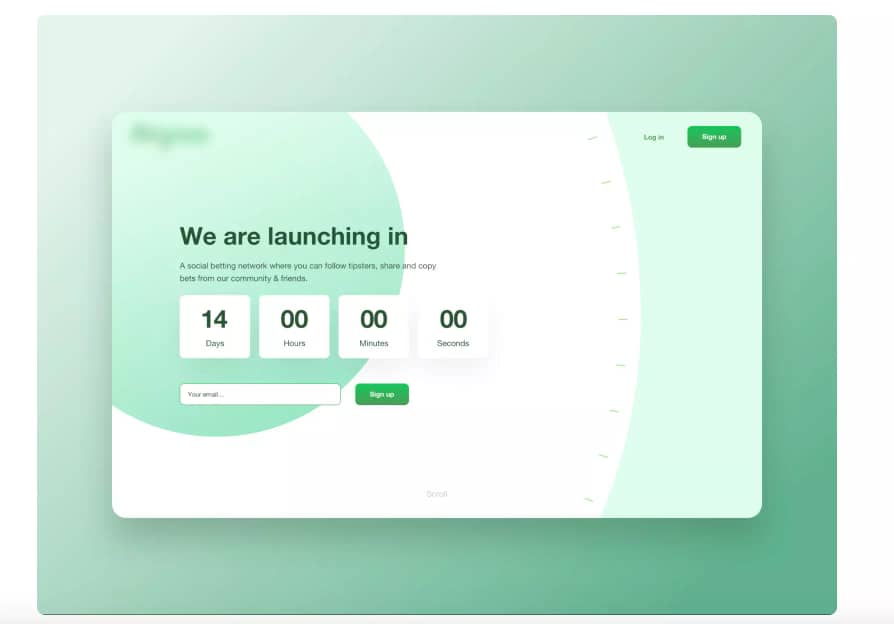 Log in
Sign up
We are launching in
A social betting network where you can follow tipsters, share and copy
bets from our community & friends.
14
00
00
00
Days
Hours
Minutes
Seconds
Your email...
Sign up
Scroll